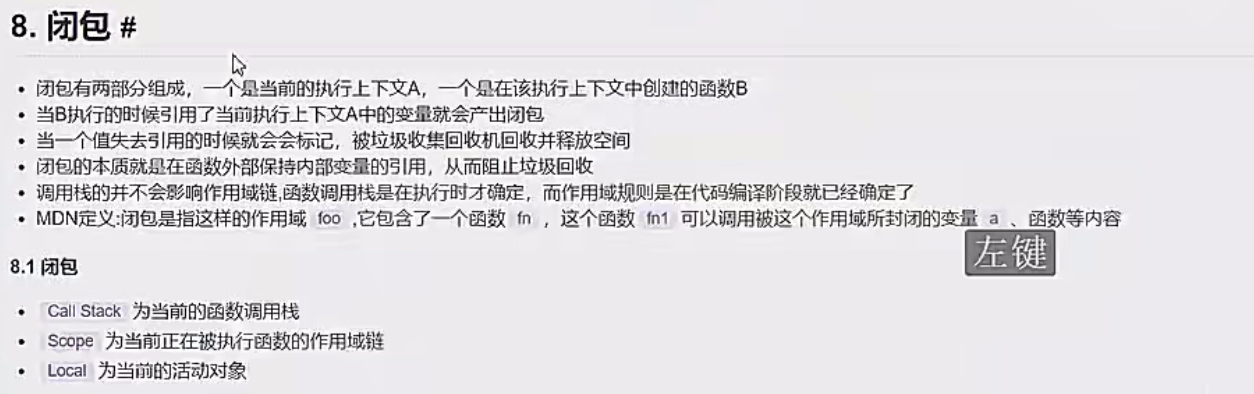 8. 闭包 #
闭包有两部分组成，一个是当前的执行上下文A，一个是在该执行上下文中创建的函数B
当B执行的时候引用了当前执行上下文A中的变量就会产出闭包
当一个值失去引用的时候就会会标记，被垃圾收集回收机回收并释放空间
闭包的本质就是在函数外部保持内部变量的引用，从而阻止垃圾回收
调用栈的并不会影响作用域链,函数调用栈是在执行时才确定，而作用域规则是在代码编译阶段就已经确定了
MDN定义:闭包是指这样的作用域 foo ,它包含了一个函数 fn ，这个函数 fn1 可以调用被这个作用域所封闭的变量 a 、函数等内容
左键
8.1 闭包
Call Stack 为当前的函数调用栈
Scope 为当前正在被执行函数的作用域链
Local 为当前的活动对象